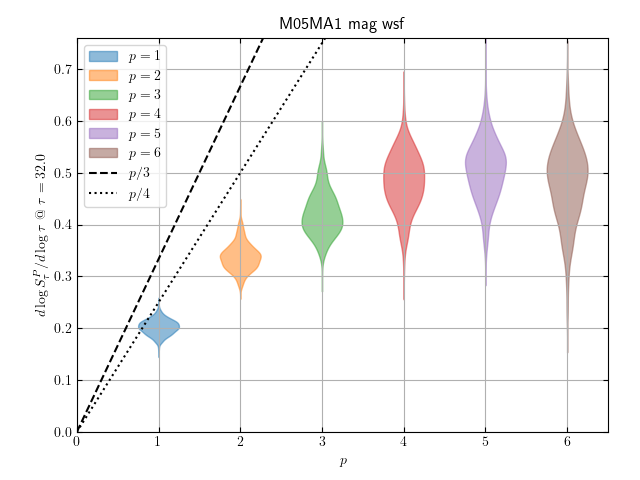 M05MA1 mag wsf
d log S_τ^P / d log τ @ τ = 32.0
0.7
0.6
0.5
0.4
0.3
0.2
0.1
0.0
p = 1
p = 2
p = 3
p = 4
p = 5
p = 6
p/3
p/4
0 1 2 3 4 5 6
p